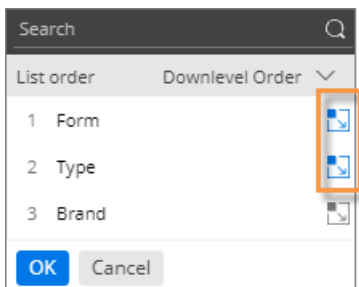 Search
List order Downlevel Order
1 Form
2 Type
3 Brand
OK Cancel